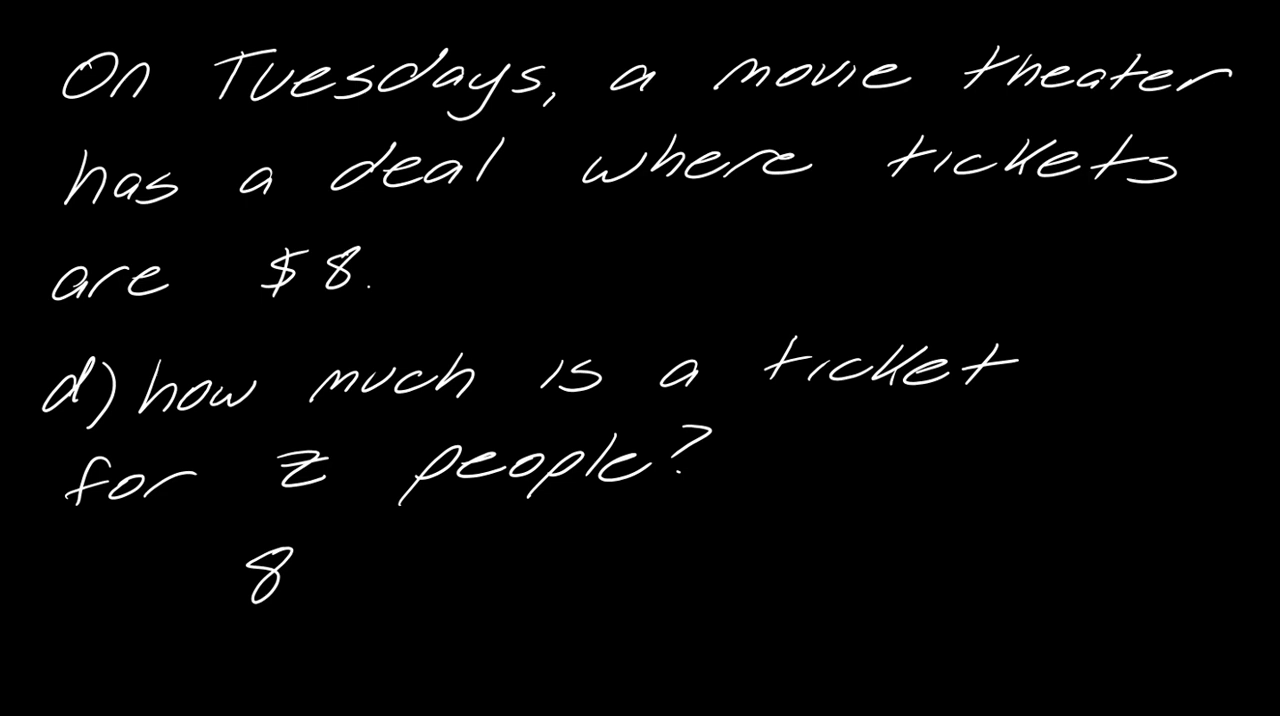 On Tuesdays, a movie theater
has a deal where tickets
are $8.
d) how much is a ticket
for z people?
8